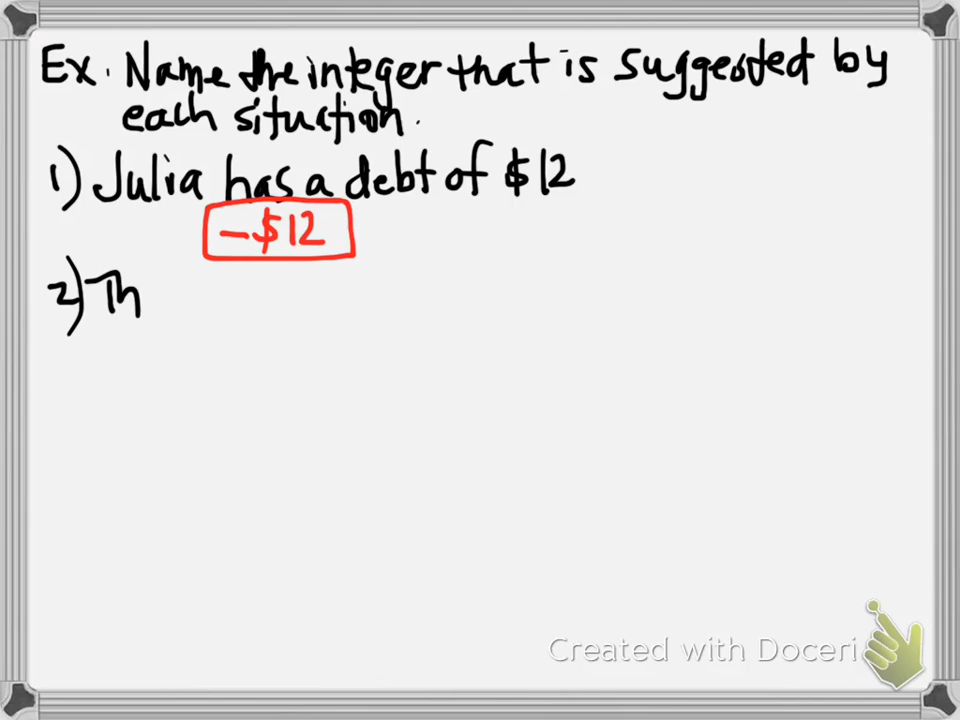 Ex. Name the integer that is suggested by
each situation.
1) Julia has a debt of $12
-$12
2) Th
Created with Doceri